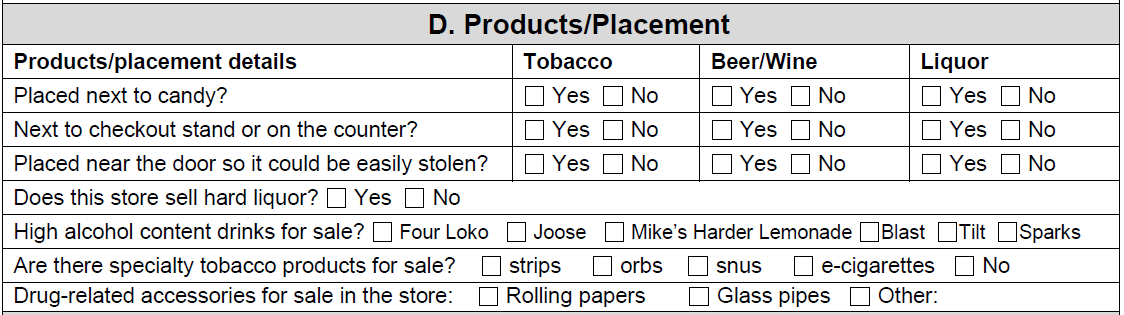 D. Products/Placement
Products/placement details Tobacco Beer/Wine Liquor
Placed next to candy? ☐ Yes ☐ No ☐ Yes ☐ No ☐ Yes ☐ No
Next to checkout stand or on the counter? ☐ Yes ☐ No ☐ Yes ☐ No ☐ Yes ☐ No
Placed near the door so it could be easily stolen? ☐ Yes ☐ No ☐ Yes ☐ No ☐ Yes ☐ No
Does this store sell hard liquor? ☐ Yes ☐ No
High alcohol content drinks for sale? ☐ Four Loko ☐ Joose ☐ Mike's Harder Lemonade ☐Blast ☐Tilt ☐Sparks
Are there specialty tobacco products for sale? ☐ strips ☐ orbs ☐ snus ☐ e-cigarettes ☐ No
Drug-related accessories for sale in the store: ☐ Rolling papers ☐ Glass pipes ☐ Other: